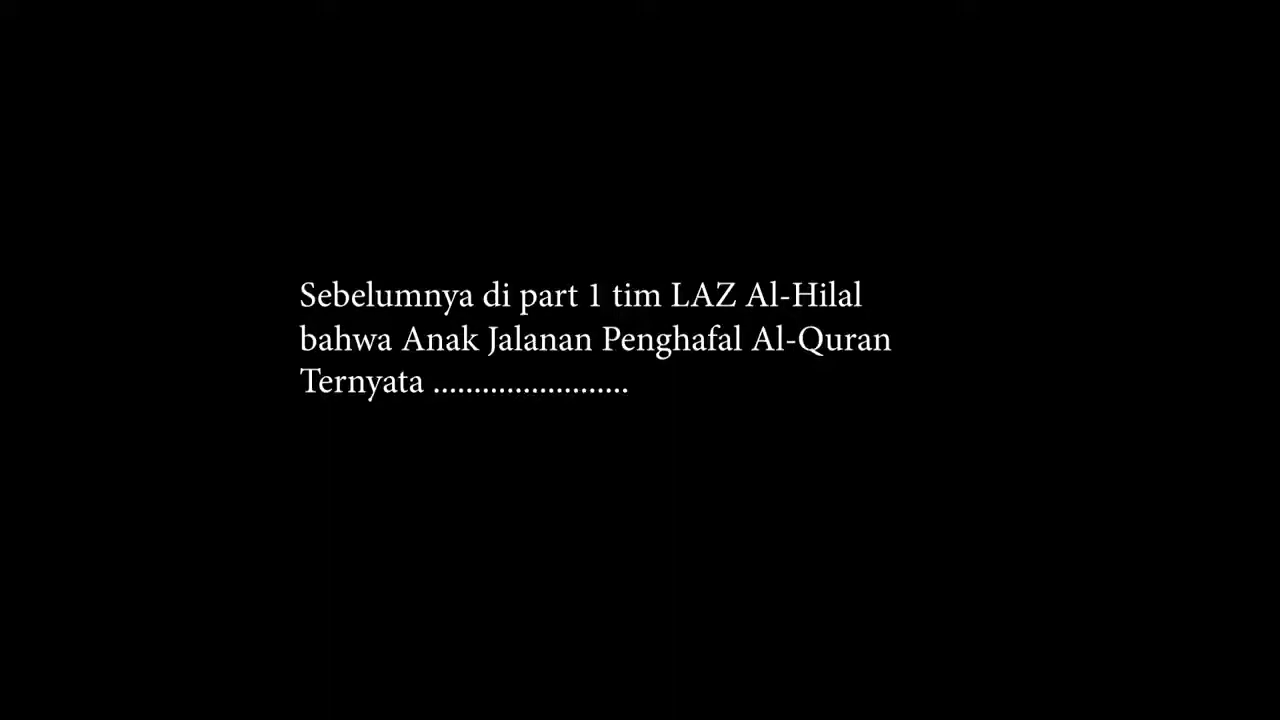 Sebelumnya di part 1 tim LAZ Al-Hilal
bahwa Anak Jalanan Penghafal Al-Quran
Ternyata ........................